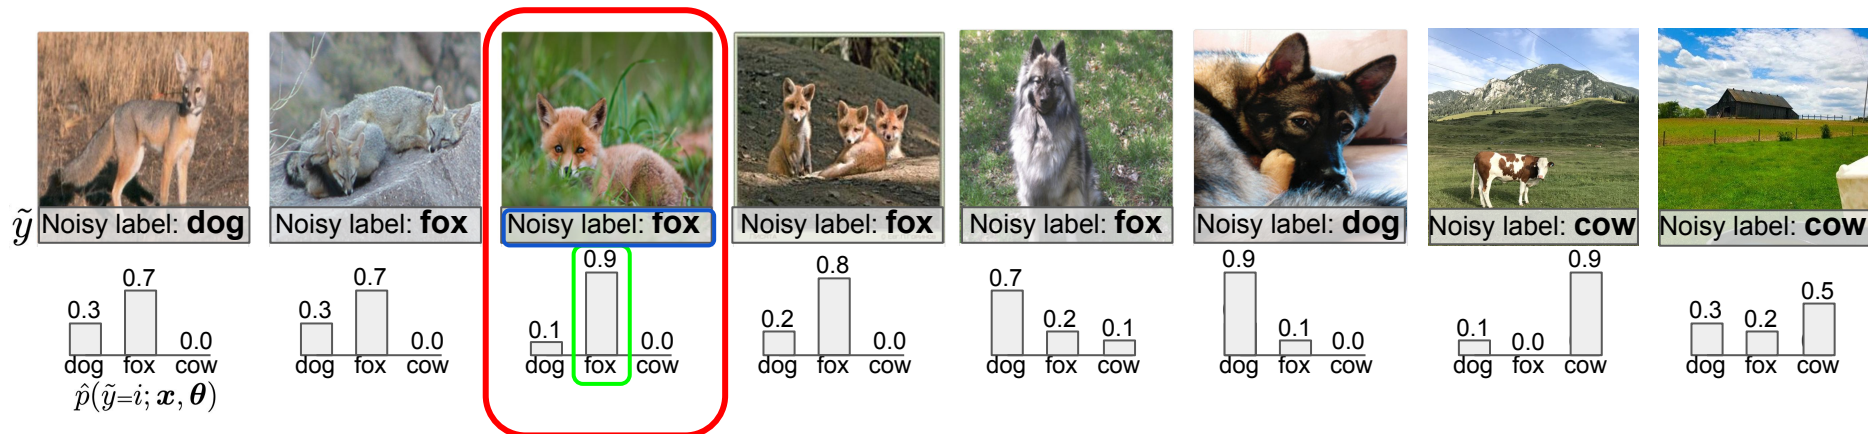 ỹ Noisy label: dog
Noisy label: fox
Noisy label: fox
Noisy label: fox
Noisy label: fox
Noisy label: dog
Noisy label: cow
Noisy label: cow
0.3 0.7 0.0
dog fox cow
0.3 0.7 0.0
dog fox cow
0.1 0.9 0.0
dog fox cow
0.2 0.8 0.0
dog fox cow
0.7 0.2 0.1
dog fox cow
0.9 0.1 0.0
dog fox cow
0.1 0.0 0.9
dog fox cow
0.3 0.2 0.5
dog fox cow
p̂(ỹ=i; x, θ)